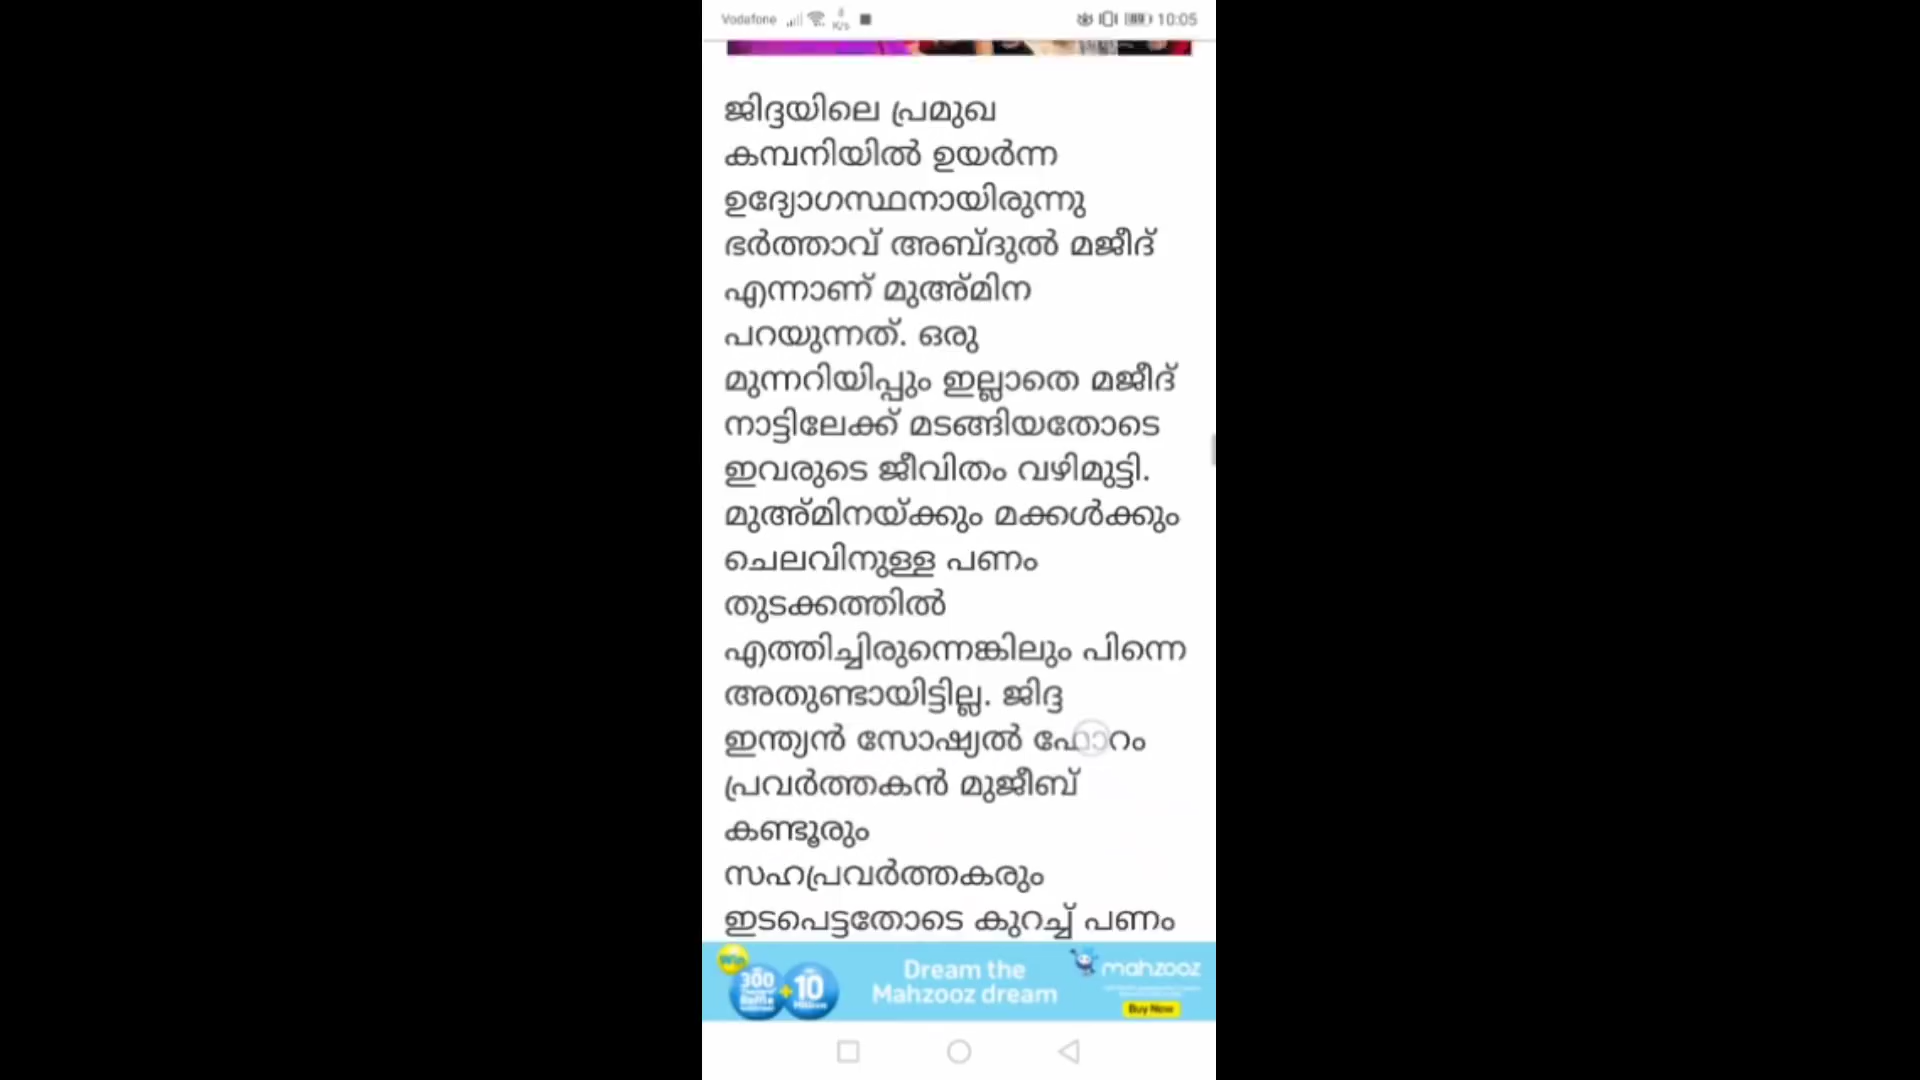 Vodafone
10:05
ജിദ്ദയിലെ പ്രമുഖ
കമ്പനിയിൽ ഉയർന്ന
ഉദ്യോഗസ്ഥനായിരുന്നു
ഭർത്താവ് അബ്ദുൽ മജീദ്
എന്നാണ് മുഅ്മിന
പറയുന്നത്. ഒരു
മുന്നറിയിപ്പും ഇല്ലാതെ മജീദ്
നാട്ടിലേക്ക് മടങ്ങിയതോടെ
ഇവരുടെ ജീവിതം വഴിമുട്ടി.
മുഅ്മിനയ്ക്കും മക്കൾക്കും
ചെലവിനുള്ള പണം
തുടക്കത്തിൽ
എത്തിച്ചിരുന്നെങ്കിലും പിന്നെ
അതുണ്ടായിട്ടില്ല. ജിദ്ദ
ഇന്ത്യൻ സോഷ്യൽ ഫോറം
പ്രവർത്തകൻ മുജീബ്
കണ്ടൂരും
സഹപ്രവർത്തകരും
ഇടപെട്ടതോടെ കുറച്ച് പണം
Win
300
+ 10
Dream the
Mahzooz dream
mahzooz
Buy Now